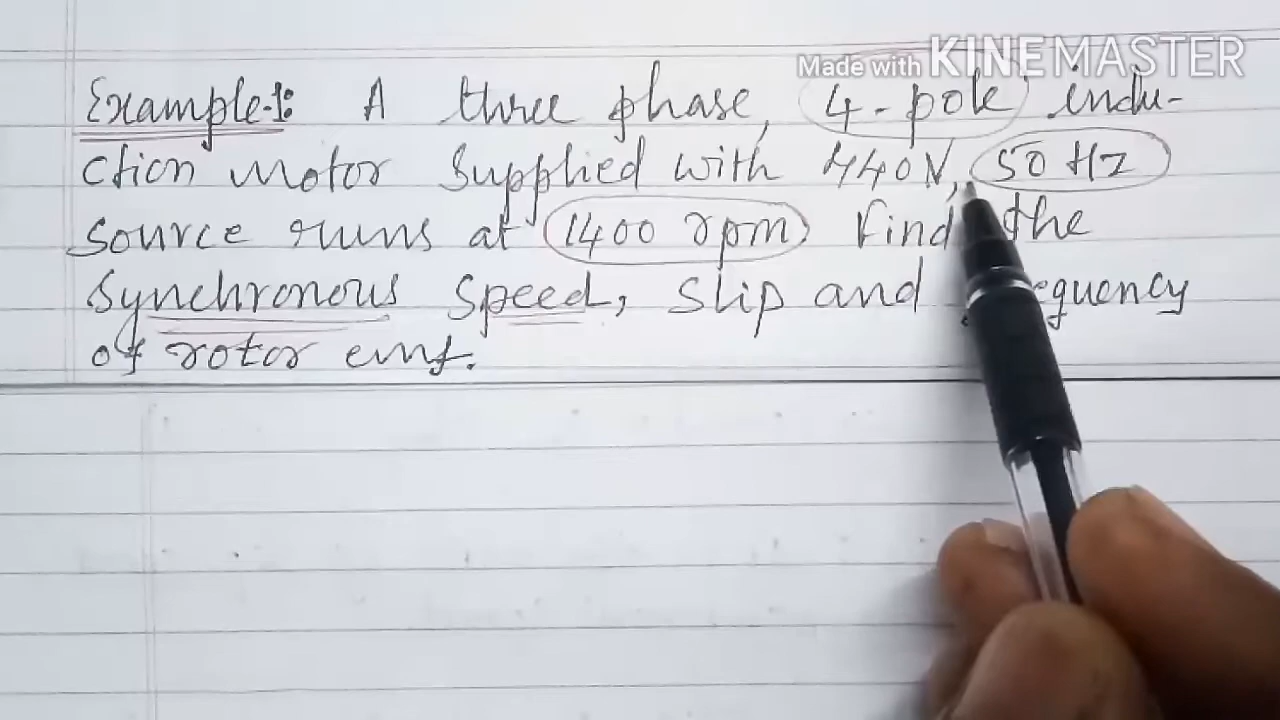 Made with KINEMASTER
Example-1: A three phase, 4-pole indu-
ction motor supplied with 440V, 50 Hz
source runs at 1400 rpm Find the
synchronous speed, slip and
of rotor emf.